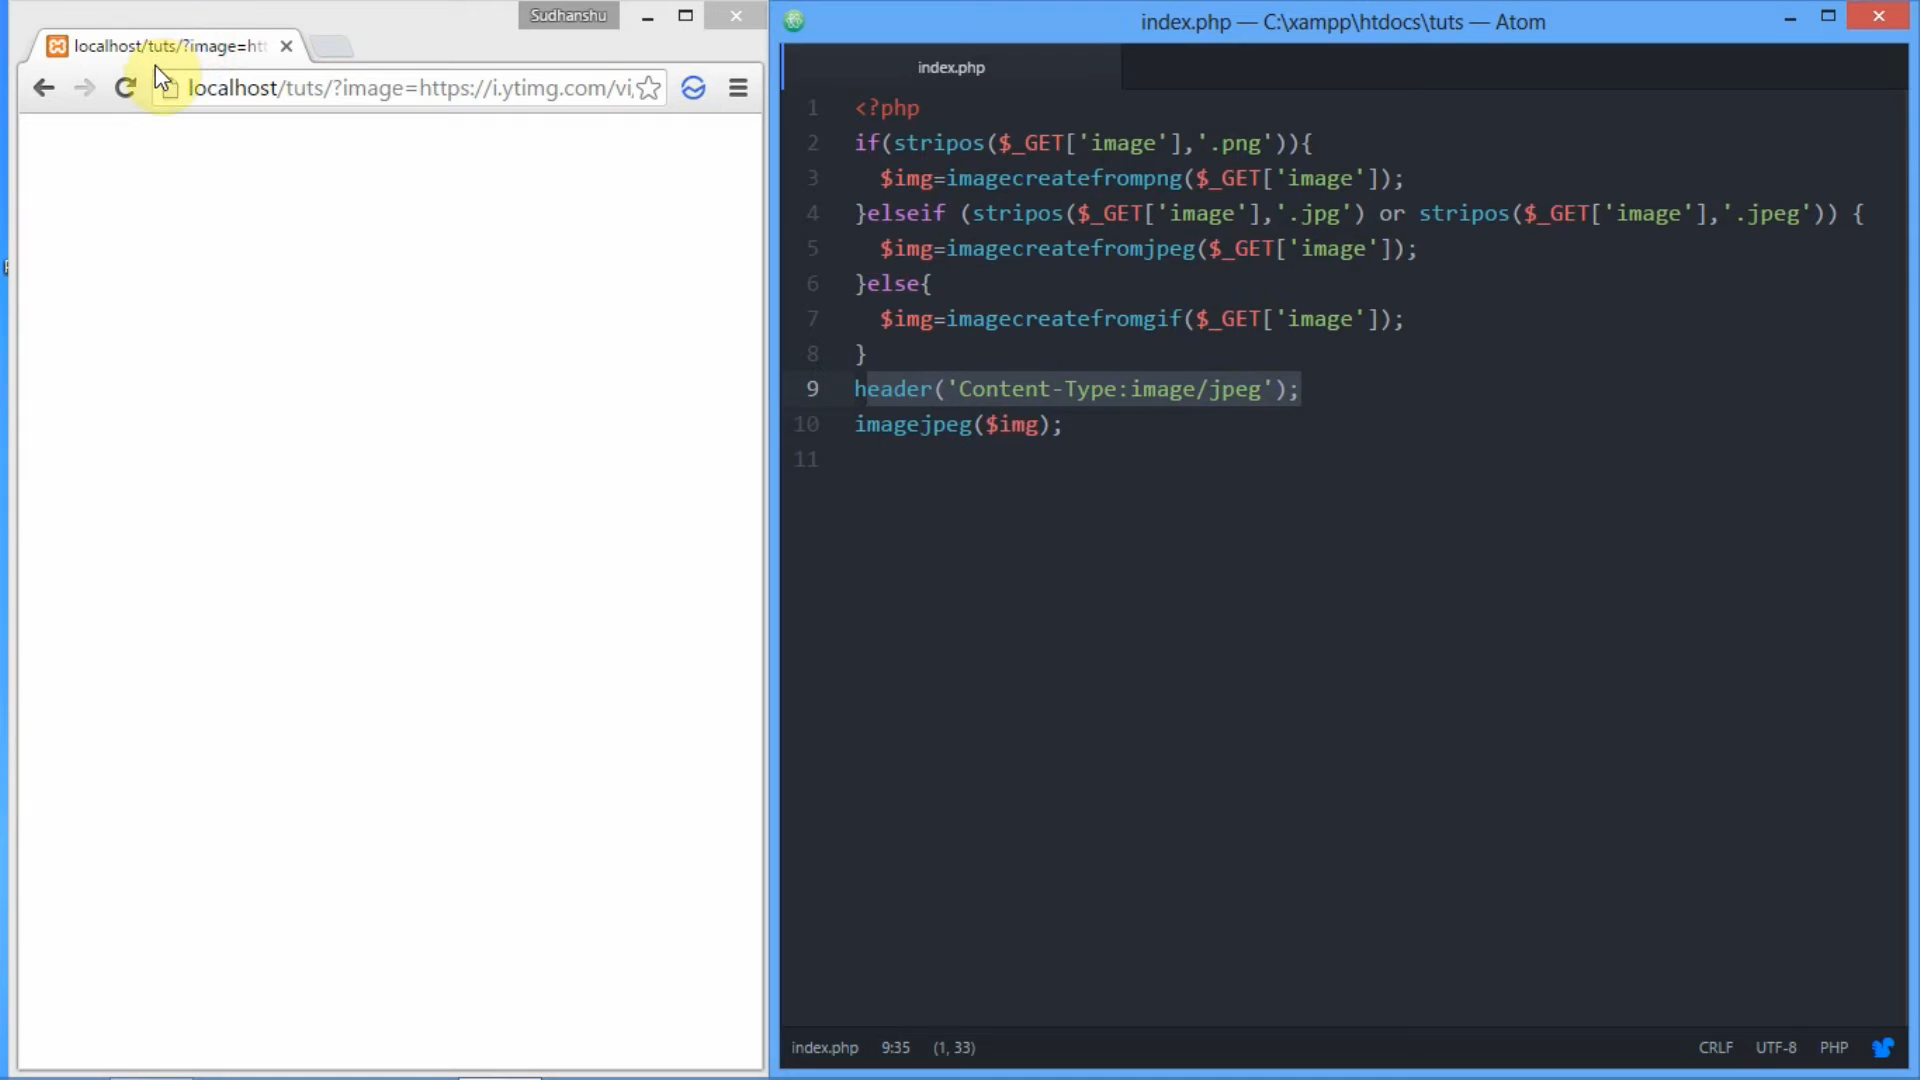 Sudhanshu
localhost/tuts/?image=htt
localhost/tuts/?image=https://i.ytimg.com/vi,
index.php — C:\xampp\htdocs\tuts — Atom
index.php
1 <?php
2 if(stripos($_GET['image'],'.png')){
3 $img=imagecreatefrompng($_GET['image']);
4 }elseif (stripos($_GET['image'],'.jpg') or stripos($_GET['image'],'.jpeg')) {
5 $img=imagecreatefromjpeg($_GET['image']);
6 }else{
7 $img=imagecreatefromgif($_GET['image']);
8 }
9 header('Content-Type:image/jpeg');
10 imagejpeg($img);
11
index.php 9:35 (1, 33) CRLF UTF-8 PHP